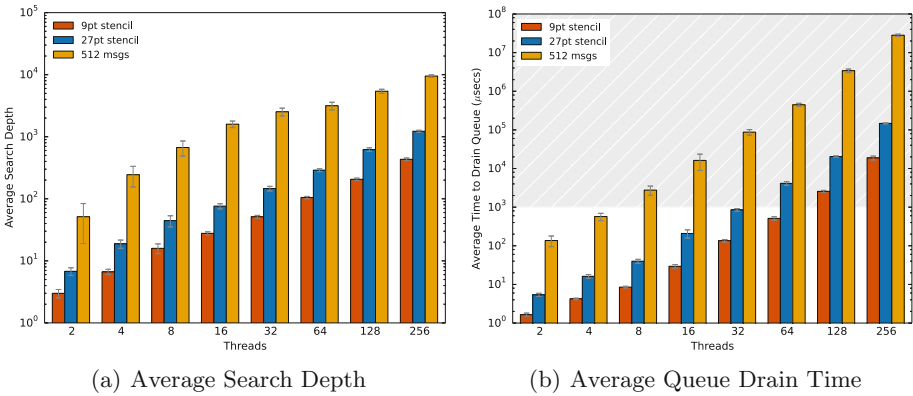 10^5
10^4
10^3
10^2
10^1
10^0
Average Search Depth
9pt stencil
27pt stencil
512 msgs
2 4 8 16 32 64 128 256
Threads
(a) Average Search Depth
10^8
10^7
10^6
10^5
10^4
10^3
10^2
10^1
10^0
Average Time to Drain Queue (μsecs)
9pt stencil
27pt stencil
512 msgs
2 4 8 16 32 64 128 256
Threads
(b) Average Queue Drain Time